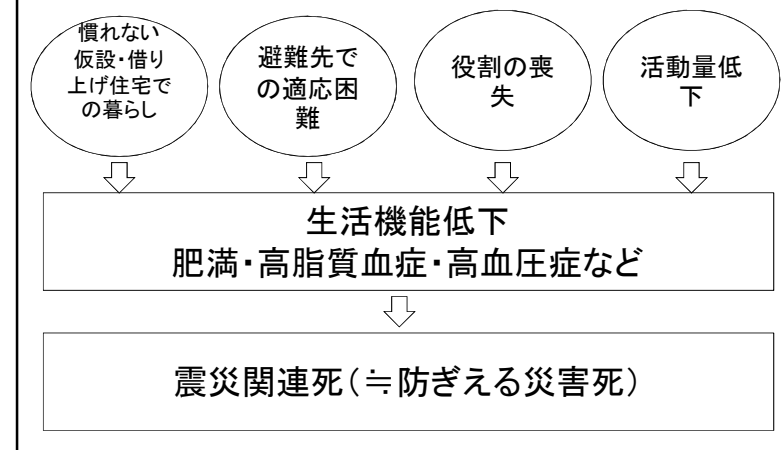 慣れない
仮設・借り
上げ住宅で
の暮らし
避難先で
の適応困
難
役割の喪
失
活動量低
下
生活機能低下
肥満・高脂質血症・高血圧症など
震災関連死（≒防ぎえる災害死）